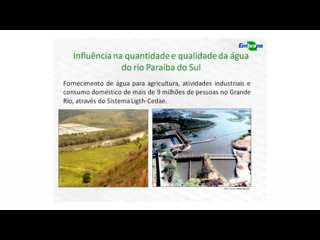 Embrapa
Influência na quantidade e qualidade da água
do rio Paraíba do Sul
Fornecimento de água para agricultura, atividades industriais e
consumo doméstico de mais de 9 milhões de pessoas no Grande
Rio, através do Sistema Ligth-Cedae.